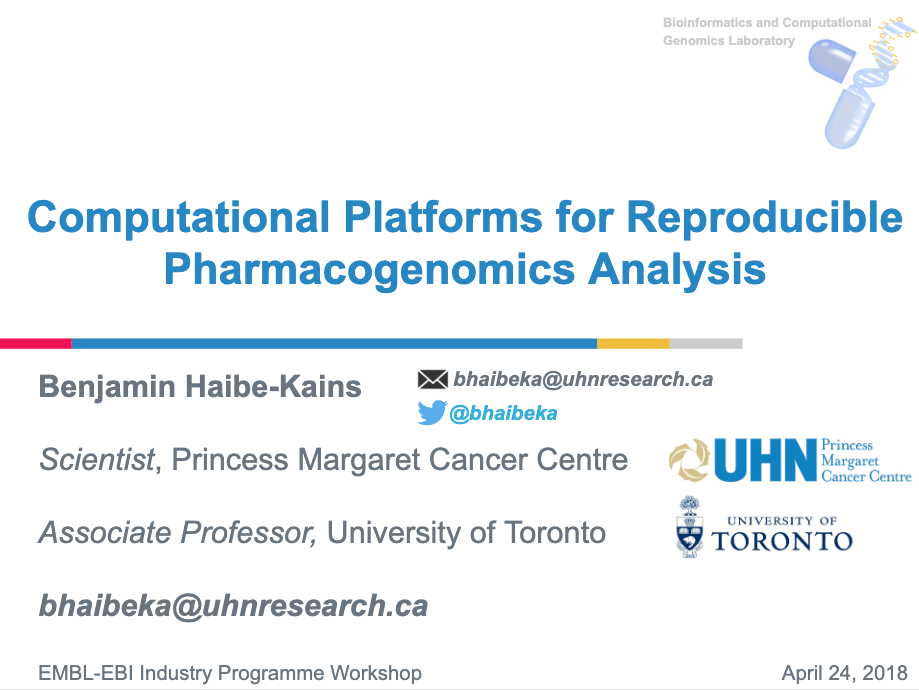 Bioinformatics and Computational
Genomics Laboratory
Computational Platforms for Reproducible
Pharmacogenomics Analysis
Benjamin Haibe-Kains
bhaibeka@uhnresearch.ca
@bhaibeka
Scientist, Princess Margaret Cancer Centre
UHN Princess
Margaret
Cancer Centre
Associate Professor, University of Toronto
UNIVERSITY OF
TORONTO
bhaibeka@uhnresearch.ca
EMBL-EBI Industry Programme Workshop
April 24, 2018